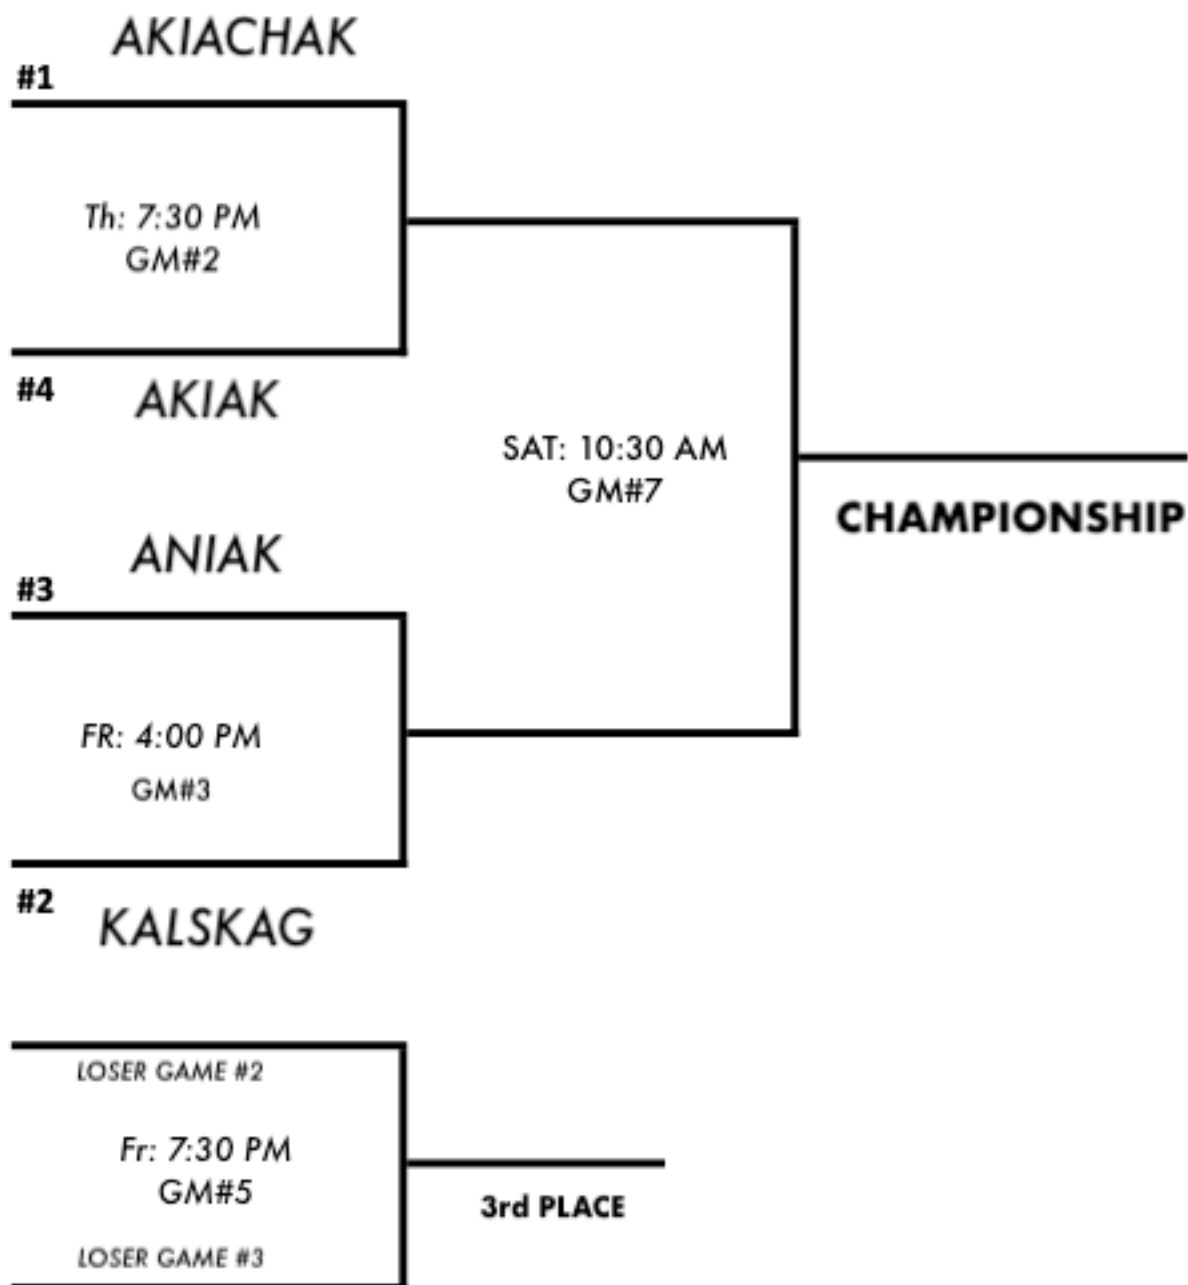 AKIACHAK
#1
Th: 7:30 PM
GM#2
#4
AKIAK
SAT: 10:30 AM
GM#7
CHAMPIONSHIP
ANIAK
#3
FR: 4:00 PM
GM#3
#2
KALSKAG
LOSER GAME #2
Fr: 7:30 PM
GM#5
3rd PLACE
LOSER GAME #3